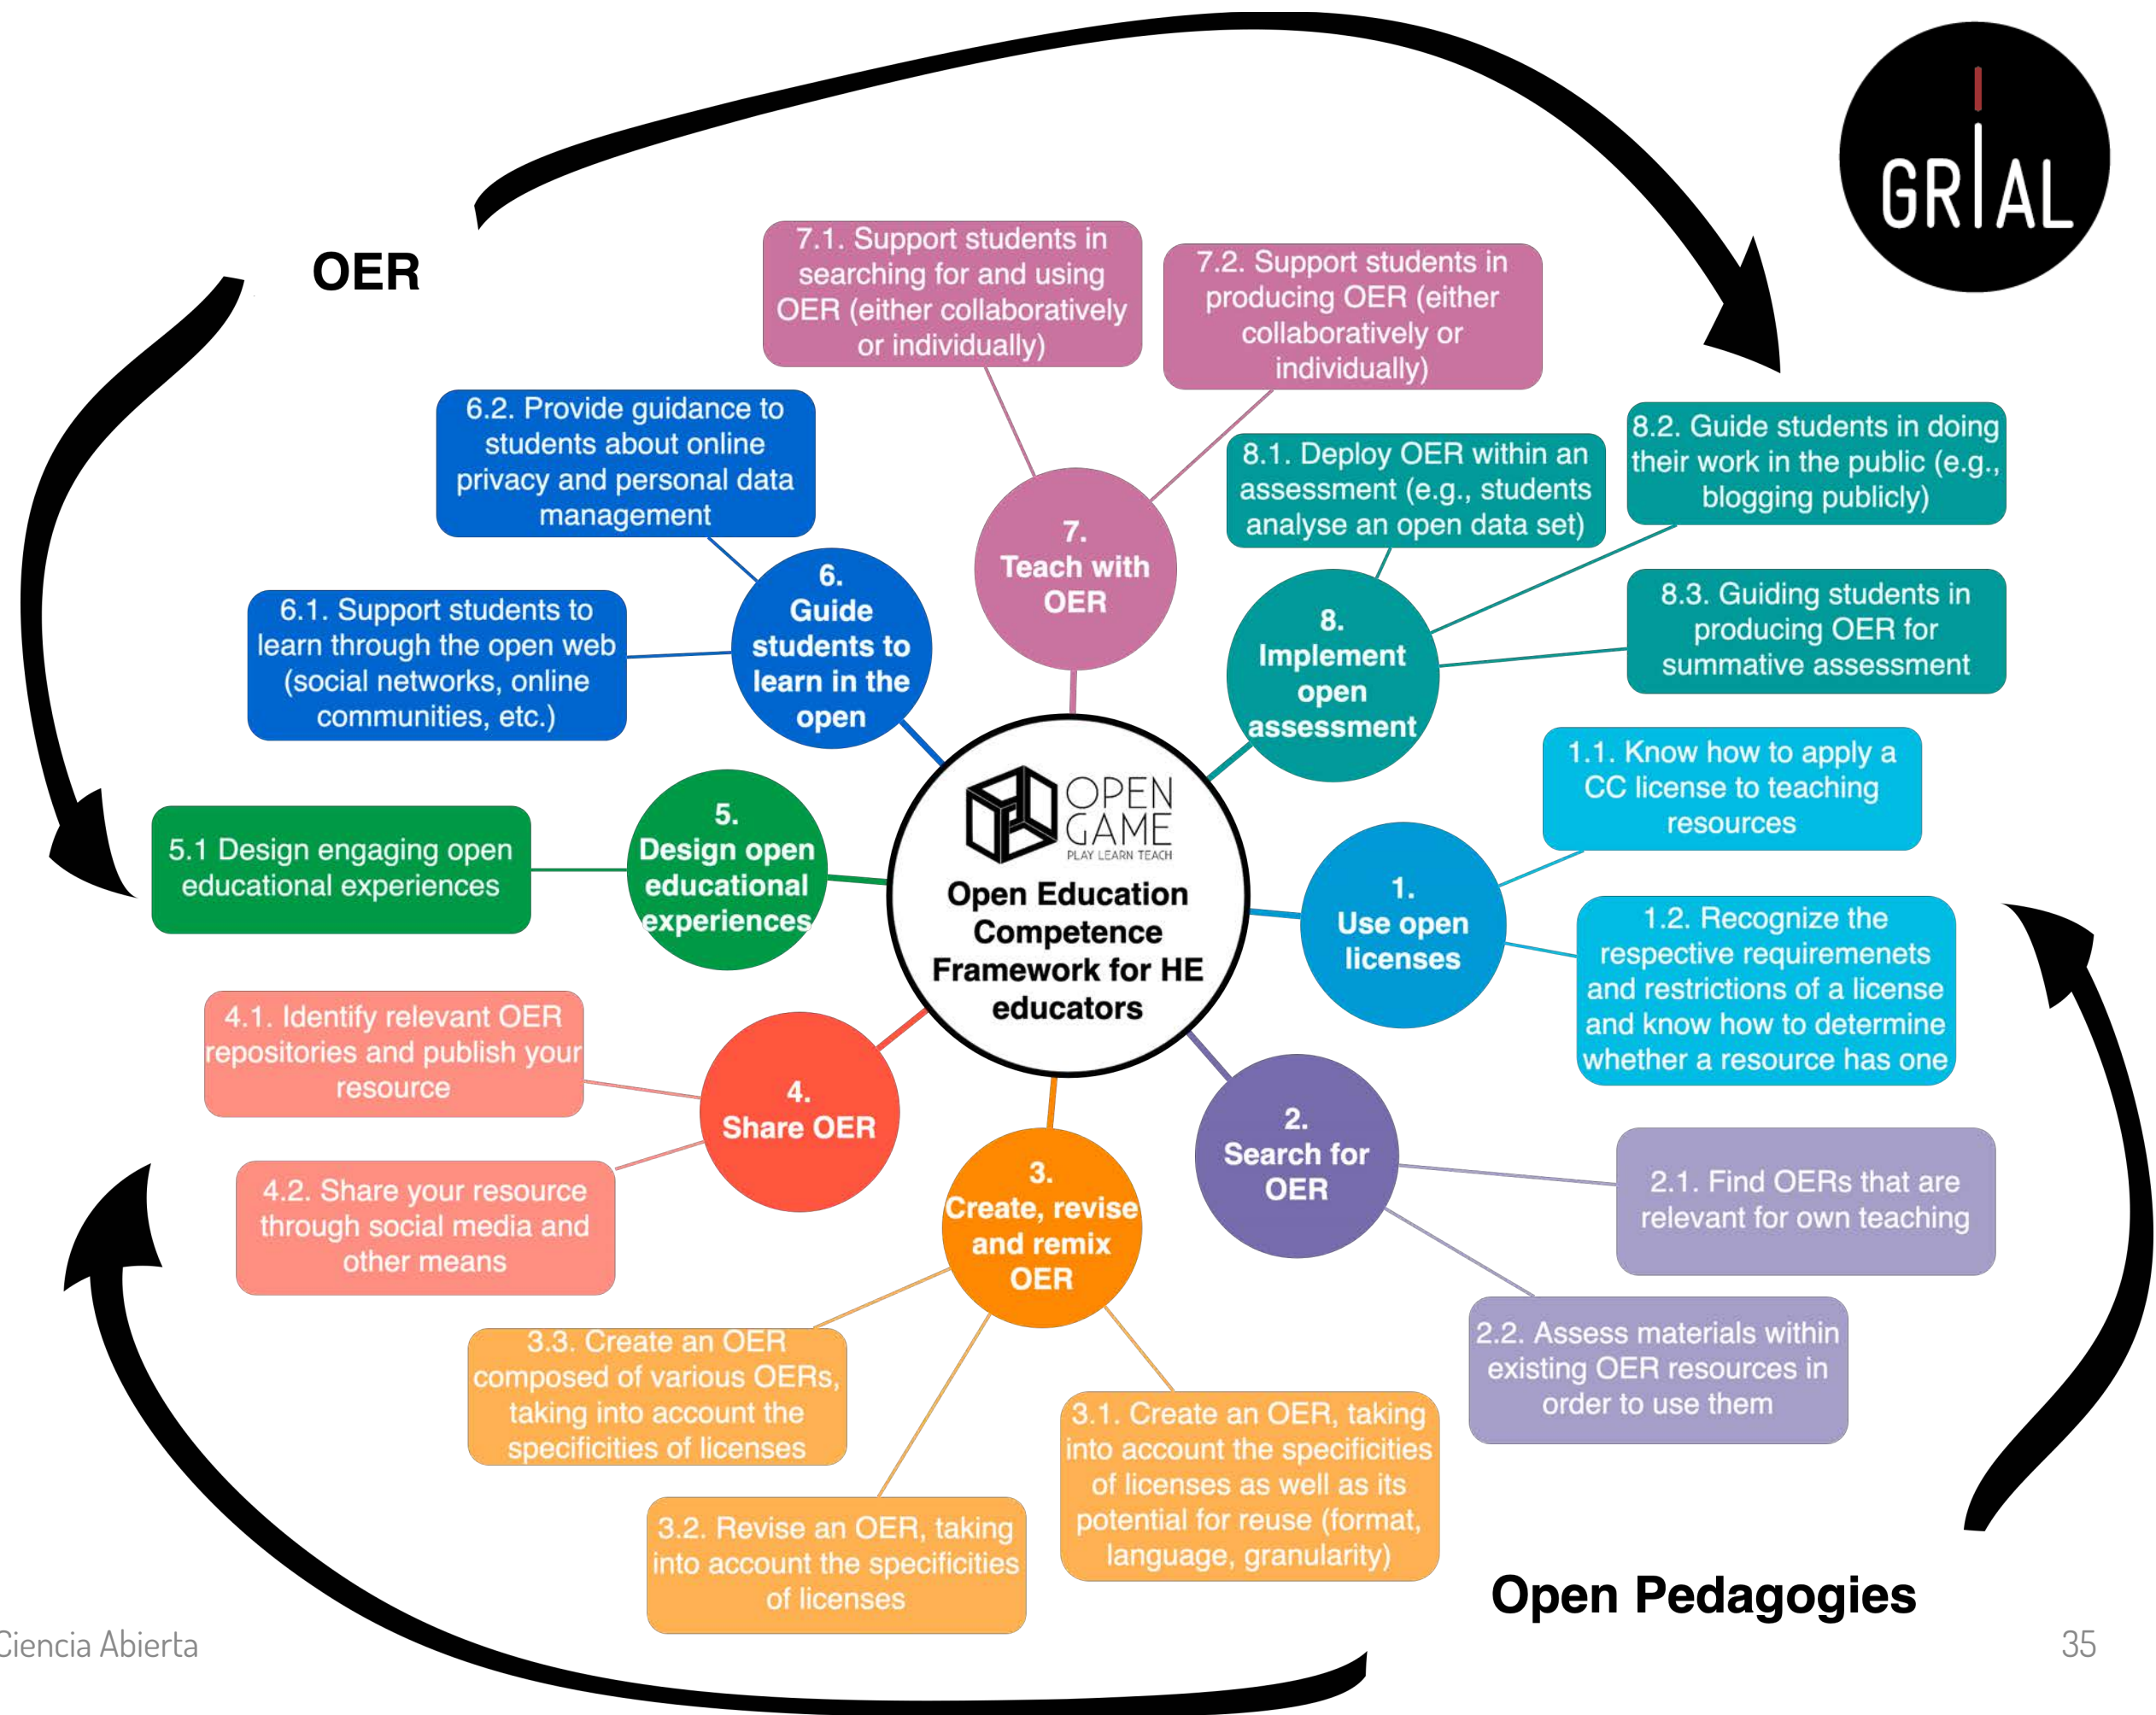 GRIAL
OER
7.1. Support students in
searching for and using
OER (either collaboratively
or individually)
7.2. Support students in
producing OER (either
collaboratively or
individually)
6.2. Provide guidance to
students about online
privacy and personal data
management
8.1. Deploy OER within an
assessment (e.g., students
analyse an open data set)
8.2. Guide students in doing
their work in the public (e.g.,
blogging publicly)
7.
Teach with
OER
6.
Guide
students to
learn in the
open
6.1. Support students to
learn through the open web
(social networks, online
communities, etc.)
8.
Implement
open
assessment
8.3. Guiding students in
producing OER for
summative assessment
1.1. Know how to apply a
CC license to teaching
resources
5.
Design open
educational
experiences
5.1 Design engaging open
educational experiences
OPEN
GAME
PLAY LEARN TEACH
Open Education
Competence
Framework for HE
educators
1.
Use open
licenses
1.2. Recognize the
respective requiremenets
and restrictions of a license
and know how to determine
whether a resource has one
4.1. Identify relevant OER
repositories and publish your
resource
4.
Share OER
4.2. Share your resource
through social media and
other means
3.
Create, revise
and remix
OER
2.
Search for
OER
2.1. Find OERs that are
relevant for own teaching
2.2. Assess materials within
existing OER resources in
order to use them
3.3. Create an OER
composed of various OERs,
taking into account the
specificities of licenses
3.1. Create an OER, taking
into account the specificities
of licenses as well as its
potential for reuse (format,
language, granularity)
3.2. Revise an OER, taking
into account the specificities
of licenses
Open Pedagogies
Ciencia Abierta
35